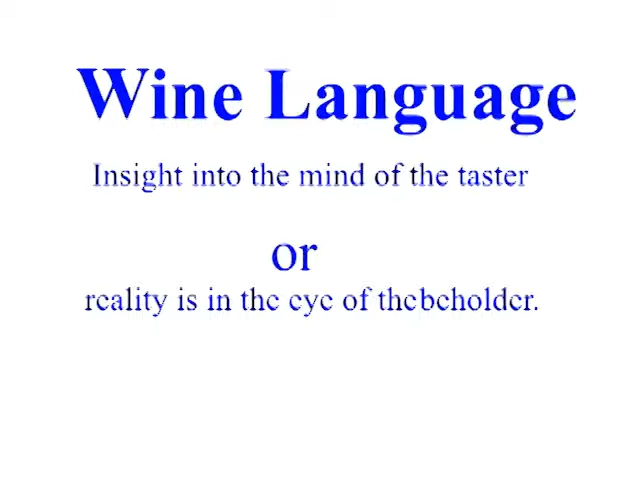 Wine Language
Insight into the mind of the taster
or
reality is in the eye of thebeholder.